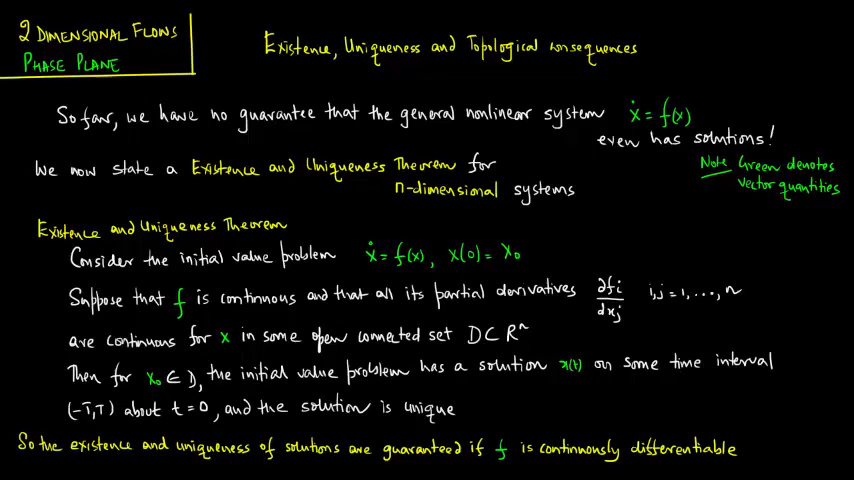 2 DIMENSIONAL FLOWS
PHASE PLANE
Existence, Uniqueness and Topological consequences
So far, we have no guarantee that the general nonlinear system ẋ = f(x)
even has solutions!
Note Green denotes
vector quantities
We now state a Existence and Uniqueness Theorem for
n-dimensional systems
Existence and Uniqueness Theorem
Consider the initial value problem ẋ = f(x), x(0) = x₀
Suppose that f is continuous and that all its partial derivatives ∂fᵢ/dxⱼ i,j = 1, ..., n
are continuous for x in some open connected set D ⊂ Rⁿ
Then for x₀ ∈ D, the initial value problem has a solution x(t) on some time interval
(-T,T) about t = 0, and the solution is unique
So the existence and uniqueness of solutions are guaranteed if f is continuously differentiable